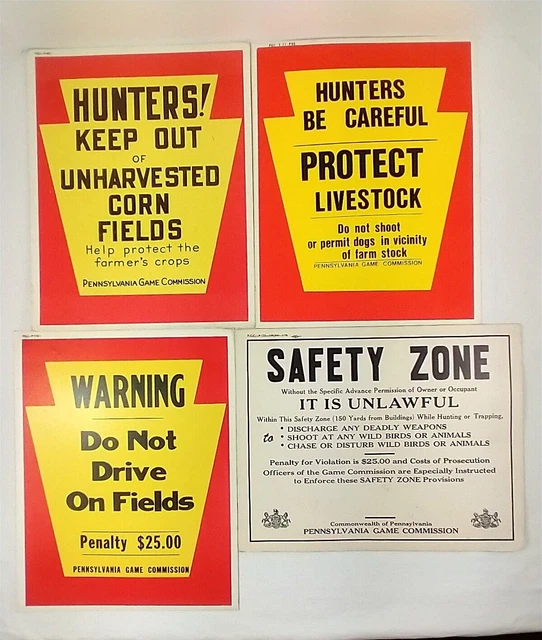 HUNTERS!
KEEP OUT
OF
UNHARVESTED
CORN
FIELDS
Help protect the
farmer's crops
PENNSYLVANIA GAME COMMISSION
HUNTERS
BE CAREFUL
PROTECT
LIVESTOCK
Do not shoot
or permit dogs in vicinity
of farm stock
PENNSYLVANIA GAME COMMISSION
WARNING
Do Not
Drive
On Fields
Penalty $25.00
PENNSYLVANIA GAME COMMISSION
SAFETY ZONE
Without the Specific Advance Permission of Owner or Occupant
IT IS UNLAWFUL
Within This Safety Zone (150 Yards from Buildings) While Hunting or Trapping,
to • DISCHARGE ANY DEADLY WEAPONS
• SHOOT AT ANY WILD BIRDS OR ANIMALS
• CHASE OR DISTURB WILD BIRDS OR ANIMALS
Penalty for Violation is $25.00 and Costs of Prosecution
Officers of the Game Commission are Especially Instructed
to Enforce these SAFETY ZONE Provisions
Commonwealth of Pennsylvania
PENNSYLVANIA GAME COMMISSION